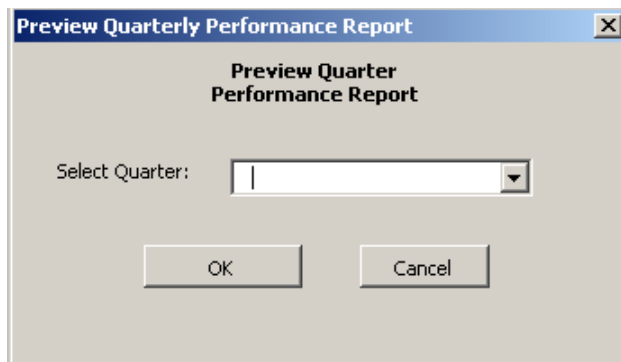 Preview Quarterly Performance Report
Preview Quarter
Performance Report
Select Quarter:
OK Cancel